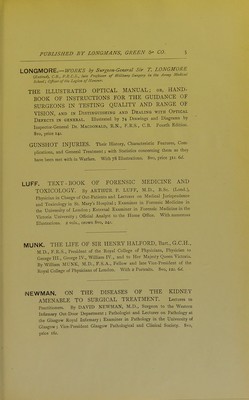 PUBLISHED BY LONGMANS, GREEN & CO. 5
LONGMORE.—WORKS by Surgeon-General Sir T. LONGMORE
(Retired), C.B., F.R.C.S., late Professor of Military Surgery in the Army Medical
School; Officer of the Legion of Honour.
THE ILLUSTRATED OPTICAL MANUAL; OR, HAND-
BOOK OF INSTRUCTIONS FOR THE GUIDANCE OF
SURGEONS IN TESTING QUALITY AND RANGE OF
VISION, AND IN DISTINGUISHING AND DEALING WITH OPTICAL
DEFECTS IN GENERAL. Illustrated by 74 Drawings and Diagrams by
Inspector-General Dr. MACDONALD, R.N., F.R.S., C.B. Fourth Edition.
8vo, price 14s.
GUNSHOT INJURIES. Their History, Characteristic Features, Com-
plications, and General Treatment; with Statistics concerning them as they
have been met with in Warfare. With 78 Illustrations. 8vo, price 31s. 6d.
LUFF. TEXT-BOOK OF FORENSIC MEDICINE AND
TOXICOLOGY. By ARTHUR P. LUFF, M.D., B.Sc. (Lond.),
Physician in Charge of Out-Patients and Lecturer on Medical Jurisprudence
and Toxicology in St. Mary's Hospital; Examiner in Forensic Medicine in
the University of London; External Examiner in Forensic Medicine in the
Victoria University; Official Analyst to the Home Office. With numerous
Illustrations. 2 vols., crown 8vo, 24s.
MUNK. THE LIFE OF SIR HENRY HALFORD, Bart., G.C.H.,
M.D., F.R.S., President of the Royal College of Physicians, Physician to
George III., George IV., William IV., and to Her Majesty Queen Victoria.
By WILLIAM MUNK, M.D., F.S.A., Fellow and late Vice-President of the
Royal College of Physicians of London. With 2 Portraits. 8vo, 12s. 6d.
NEWMAN. ON THE DISEASES OF THE KIDNEY
AMENABLE TO SURGICAL TREATMENT. Lectures to
Practitioners. By DAVID NEWMAN, M.D., Surgeon to the Western
Infirmary Out-Door Department; Pathologist and Lecturer on Pathology at
the Glasgow Royal Infirmary; Examiner in Pathology in the University of
Glasgow; Vice-President Glasgow Pathological and Clinical Society. 8vo,
price 16s.